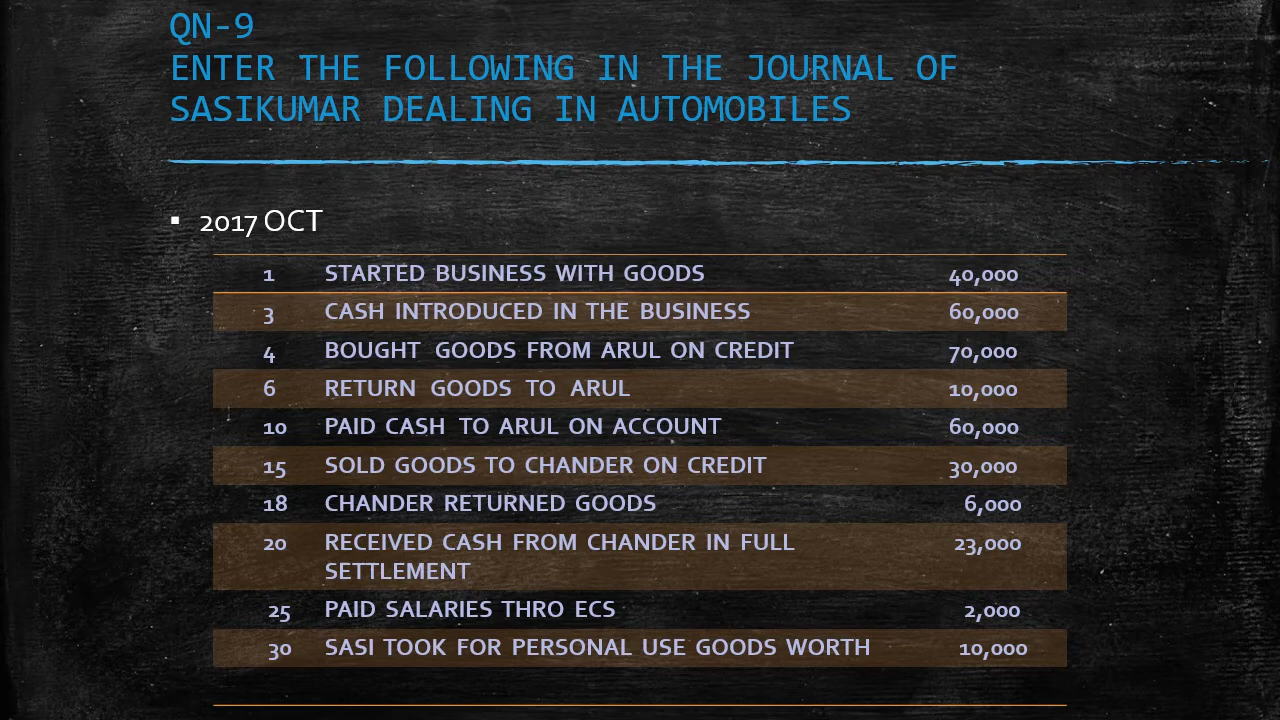 QN-9
ENTER THE FOLLOWING IN THE JOURNAL OF
SASIKUMAR DEALING IN AUTOMOBILES
▪ 2017 OCT
1 STARTED BUSINESS WITH GOODS 40,000
3 CASH INTRODUCED IN THE BUSINESS 60,000
4 BOUGHT GOODS FROM ARUL ON CREDIT 70,000
6 RETURN GOODS TO ARUL 10,000
10 PAID CASH TO ARUL ON ACCOUNT 60,000
15 SOLD GOODS TO CHANDER ON CREDIT 30,000
18 CHANDER RETURNED GOODS 6,000
20 RECEIVED CASH FROM CHANDER IN FULL 23,000
SETTLEMENT
25 PAID SALARIES THRO ECS 2,000
30 SASI TOOK FOR PERSONAL USE GOODS WORTH 10,000